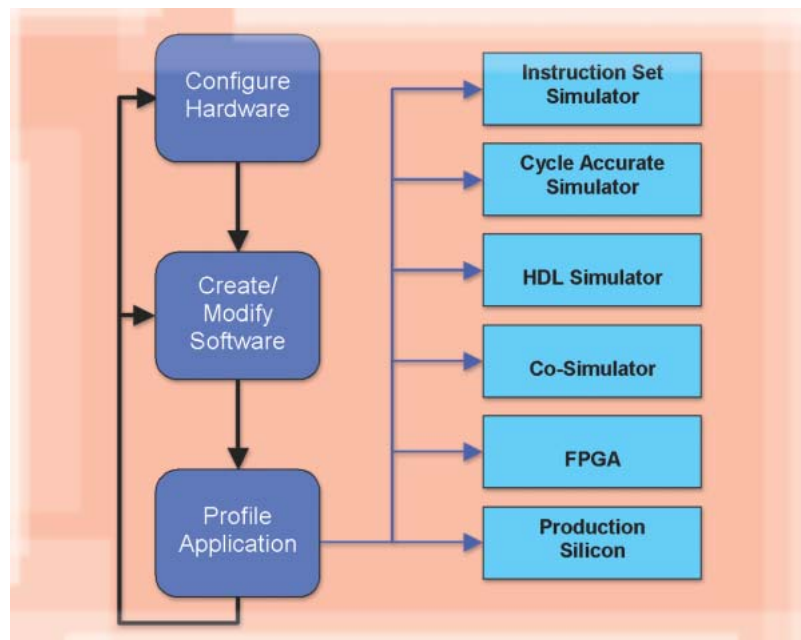 Configure
Hardware
Create/
Modify
Software
Profile
Application
Instruction Set
Simulator
Cycle Accurate
Simulator
HDL Simulator
Co-Simulator
FPGA
Production
Silicon